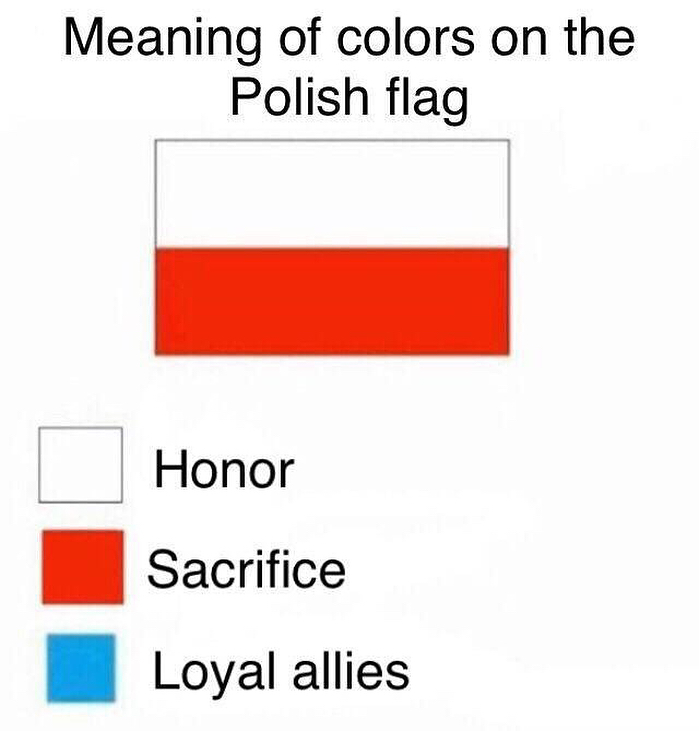 Meaning of colors on the
Polish flag
Honor
Sacrifice
Loyal allies